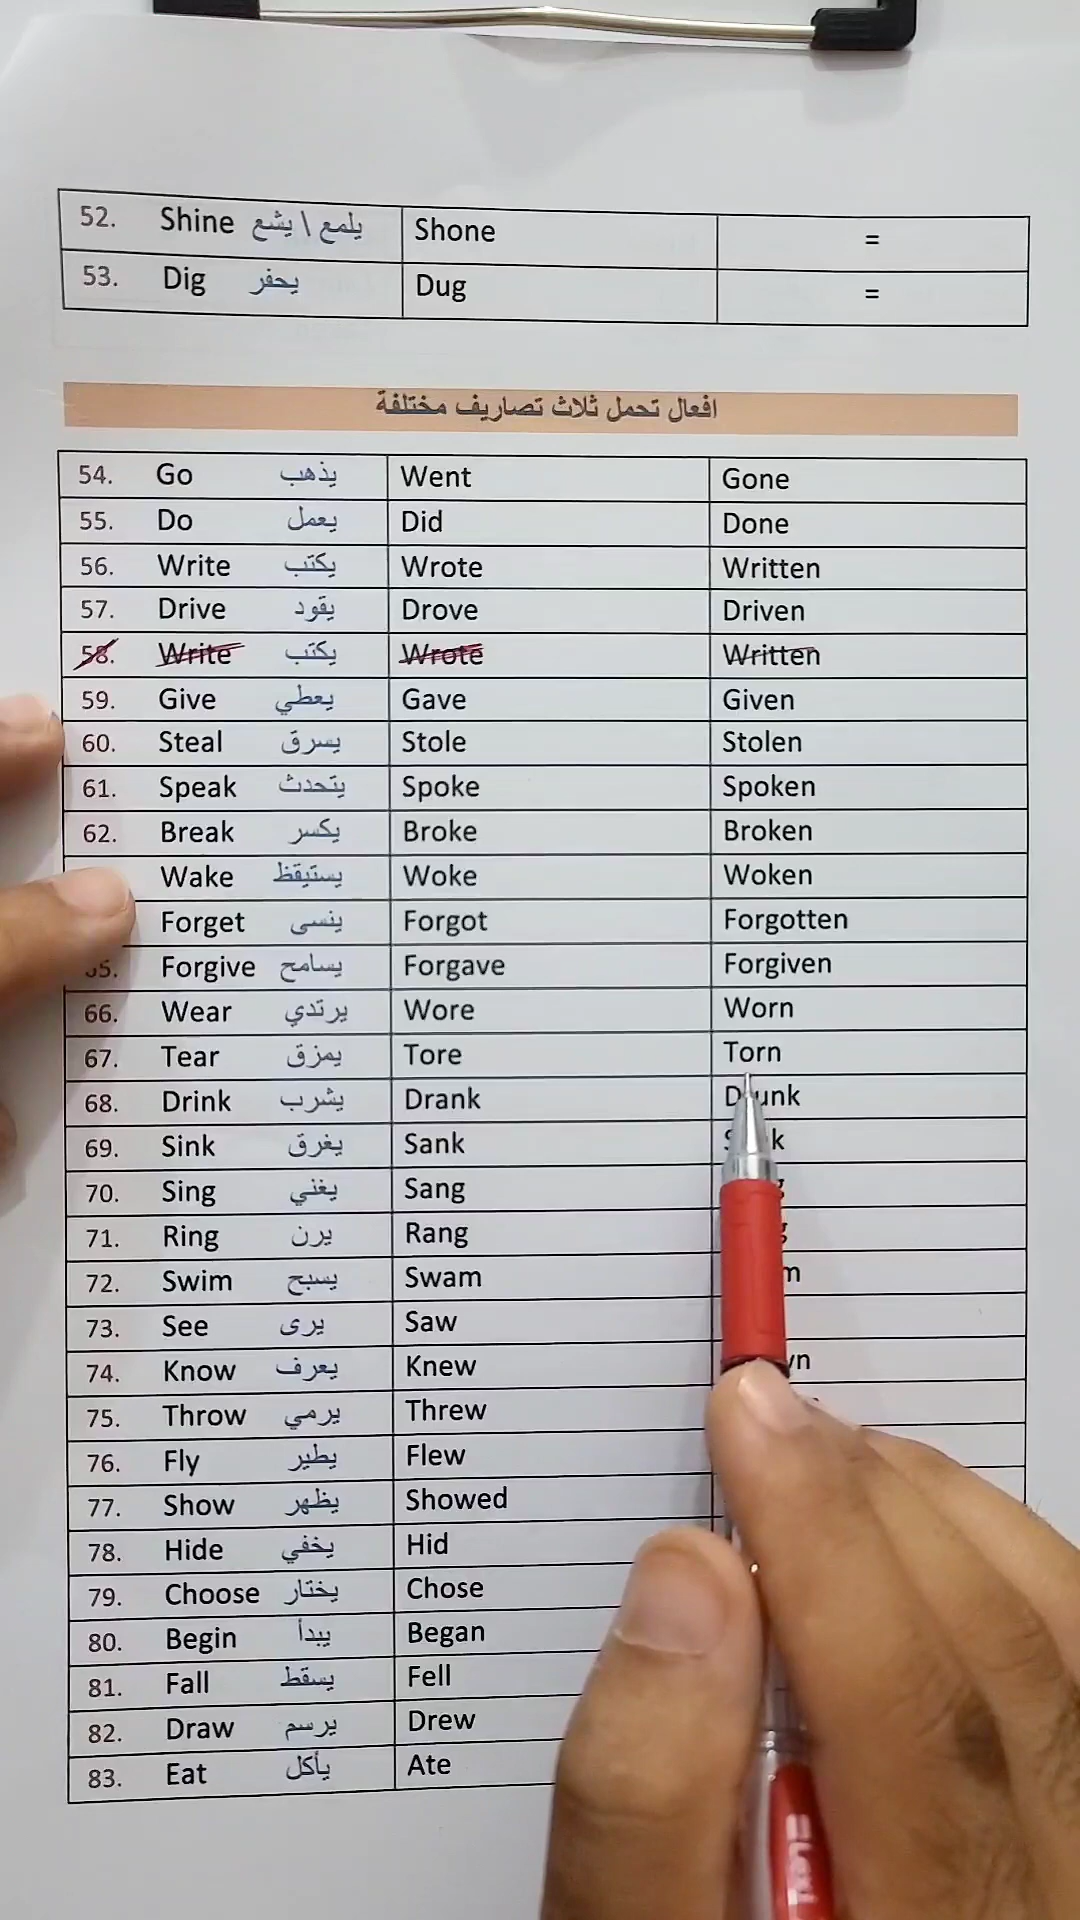 52. Shine يلمع \ يشع Shone =
53. Dig يحفر Dug =
افعال تحمل ثلاث تصاريف مختلفة
54. Go يذهب Went Gone
55. Do يعمل Did Done
56. Write يكتب Wrote Written
57. Drive يقود Drove Driven
58. Write يكتب Wrote Written
59. Give يعطي Gave Given
60. Steal يسرق Stole Stolen
61. Speak يتحدث Spoke Spoken
62. Break يكسر Broke Broken
Wake يستيقظ Woke Woken
Forget ينسى Forgot Forgotten
Forgive يسامح Forgave Forgiven
66. Wear يرتدي Wore Worn
67. Tear يمزق Tore Torn
68. Drink يشرب Drank Drunk
69. Sink يغرق Sank
70. Sing يغني Sang
71. Ring يرن Rang
72. Swim يسبح Swam
73. See يرى Saw
74. Know يعرف Knew
75. Throw يرمي Threw
76. Fly يطير Flew
77. Show يظهر Showed
78. Hide يخفي Hid
79. Choose يختار Chose
80. Begin يبدأ Began
81. Fall يسقط Fell
82. Draw يرسم Drew
83. Eat يأكل Ate